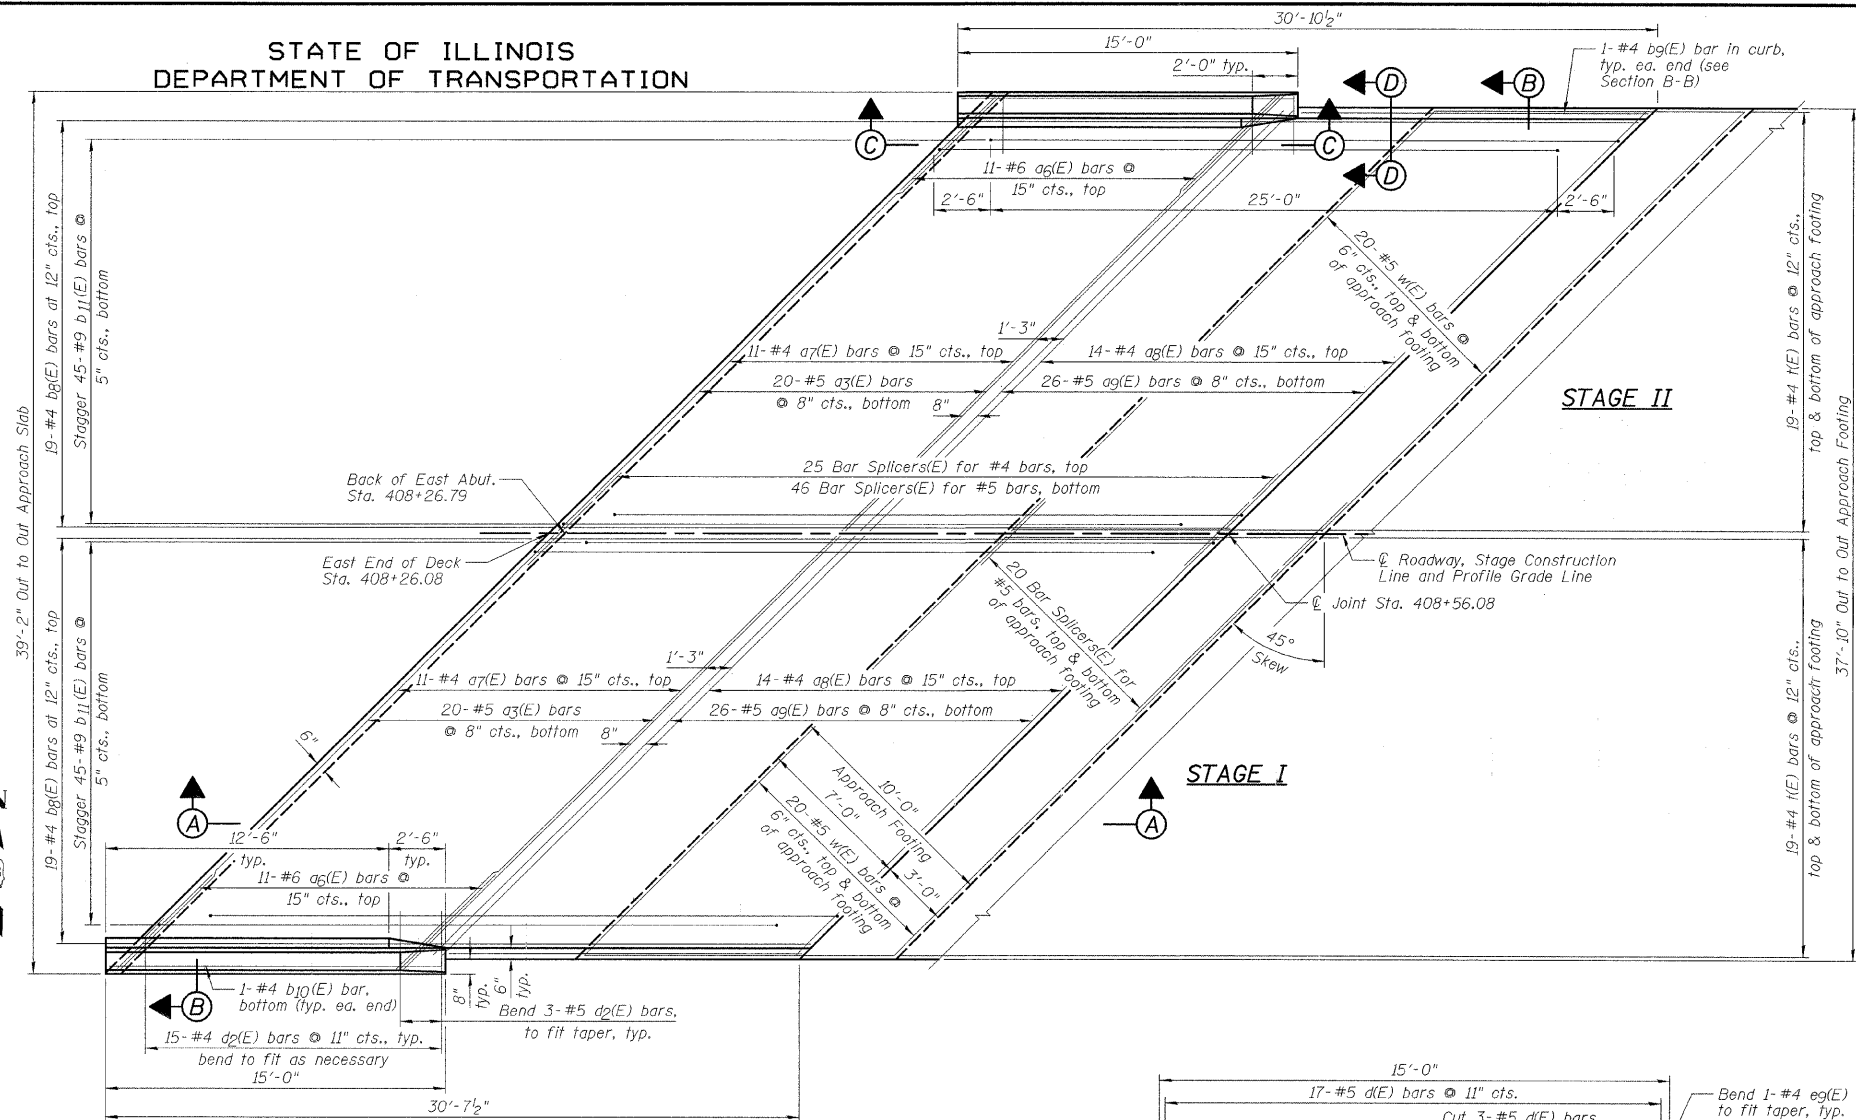 STATE OF ILLINOIS
DEPARTMENT OF TRANSPORTATION
30'-10½"
15'-0"
2'-0" typ.
1-#4 b9(E) bar in curb,
typ. ea. end (see
Section B-B)
D
B
C
C
D
11-#6 a6(E) bars @
15" cts., top
2'-6"
25'-0"
2'-6"
39'-2" Out to Out Approach Slab
19-#4 b8(E) bars at 12" cts., top
Stagger 45-#9 b11(E) bars @
5" cts., bottom
20-#5 w(E) bars @
6" cts., top & bottom
of approach footing
19-#4 t(E) bars @ 12" cts.,
top & bottom of approach footing
37'-10" Out to Out Approach Footing
1'-3"
11-#4 a7(E) bars @ 15" cts., top
14-#4 a8(E) bars @ 15" cts., top
20-#5 a3(E) bars
@ 8" cts., bottom
8"
26-#5 a9(E) bars @ 8" cts., bottom
STAGE II
25 Bar Splicers(E) for #4 bars, top
46 Bar Splicers(E) for #5 bars, bottom
Back of East Abut.
Sta. 408+26.79
East End of Deck
Sta. 408+26.08
℄ Roadway, Stage Construction
Line and Profile Grade Line
℄ Joint Sta. 408+56.08
45°
Skew
20 Bar Splicers(E) for
#5 bars, top & bottom
of approach footing
19-#4 b8(E) bars at 12" cts., top
Stagger 45-#9 b11(E) bars @
5" cts., bottom
1'-3"
11-#4 a7(E) bars @ 15" cts., top
14-#4 a8(E) bars @ 15" cts., top
20-#5 a3(E) bars
@ 8" cts., bottom
8"
26-#5 a9(E) bars @ 8" cts., bottom
6"
STAGE I
10'-0"
Approach Footing
7'-0"
3'-0"
20-#5 w(E) bars @
6" cts., top & bottom
of approach footing
19-#4 t(E) bars @ 12" cts.,
top & bottom of approach footing
A
A
12'-6"
typ.
2'-6"
typ.
11-#6 a6(E) bars @
15" cts., top
B
1-#4 b10(E) bar,
bottom (typ. ea. end)
8"
typ.
6"
typ.
Bend 3-#5 d2(E) bars,
to fit taper, typ.
15-#4 d2(E) bars @ 11" cts., typ.
bend to fit as necessary
15'-0"
30'-7½"
15'-0"
17-#5 d(E) bars @ 11" cts.
Cut 3-#5 d(E) bars
Bend 1-#4 e9(E)
to fit taper, typ.